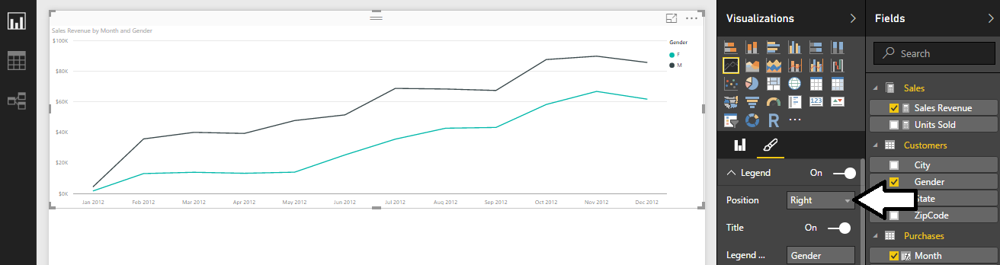 Visualizations
Fields
Sales Revenue by Month and Gender
$100K
$80K
$60K
$40K
$20K
$0K
Jan 2012
Feb 2012
Mar 2012
Apr 2012
May 2012
Jun 2012
Jul 2012
Aug 2012
Sep 2012
Oct 2012
Nov 2012
Dec 2012
Gender
F
M
R
123
Legend
On
Position
Right
Title
On
Legend ...
Gender
Search
Sales
Sales Revenue
Units Sold
Customers
City
Gender
State
ZipCode
Purchases
Month